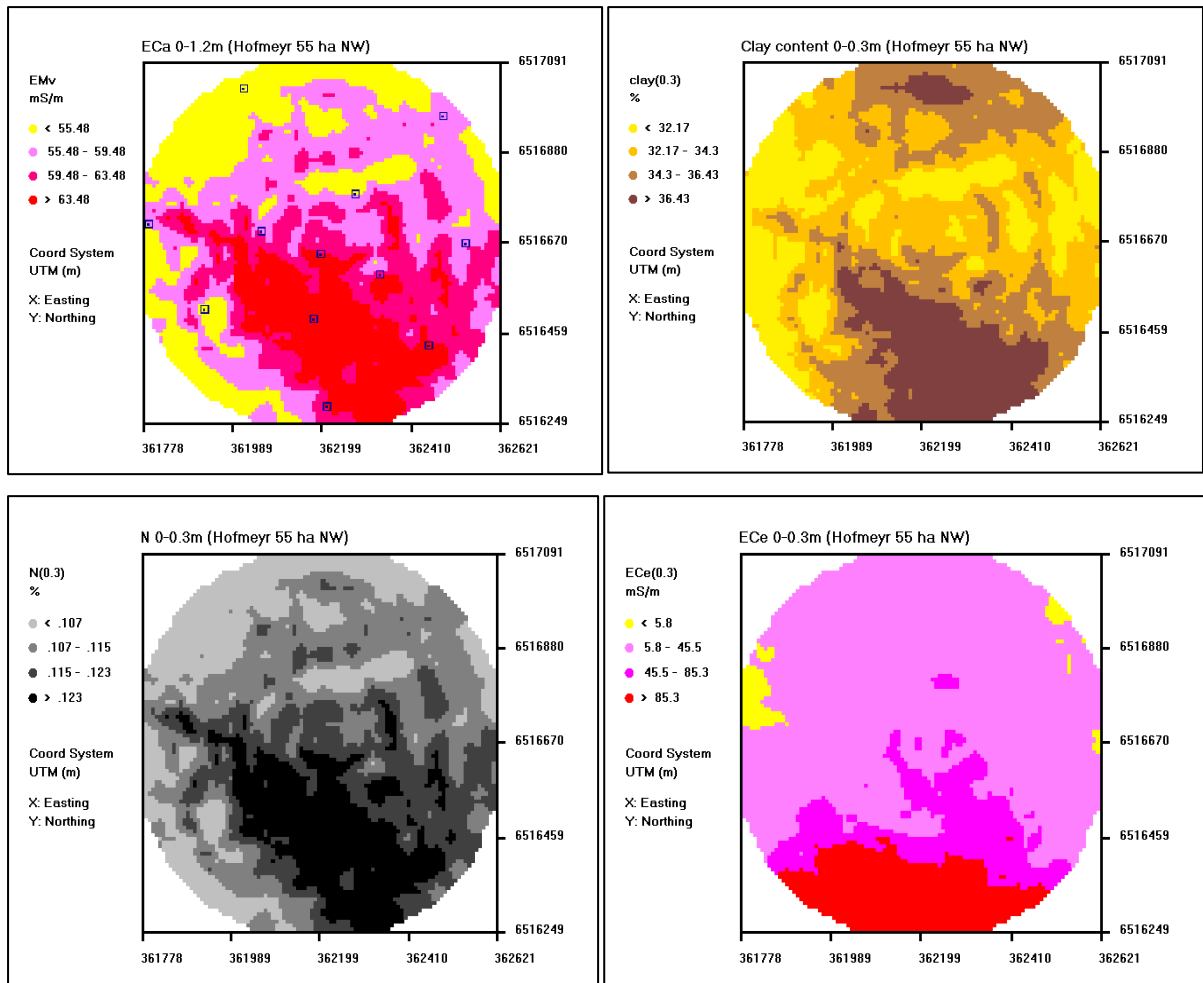 ECa 0-1.2m (Hofmeyr 55 ha NW)
EMv
mS/m
< 55.48
55.48 - 59.48
59.48 - 63.48
> 63.48
Coord System
UTM (m)
X: Easting
Y: Northing
6517091
6516880
6516670
6516459
6516249
361778
361989
362199
362410
362621
Clay content 0-0.3m (Hofmeyr 55 ha NW)
clay(0.3)
%
< 32.17
32.17 - 34.3
34.3 - 36.43
> 36.43
Coord System
UTM (m)
X: Easting
Y: Northing
6517091
6516880
6516670
6516459
6516249
361778
361989
362199
362410
362621
N 0-0.3m (Hofmeyr 55 ha NW)
N(0.3)
%
< .107
.107 - .115
.115 - .123
> .123
Coord System
UTM (m)
X: Easting
Y: Northing
6517091
6516880
6516670
6516459
6516249
361778
361989
362199
362410
362621
ECe 0-0.3m (Hofmeyr 55 ha NW)
ECe(0.3)
mS/m
< 5.8
5.8 - 45.5
45.5 - 85.3
> 85.3
Coord System
UTM (m)
X: Easting
Y: Northing
6517091
6516880
6516670
6516459
6516249
361778
361989
362199
362410
362621